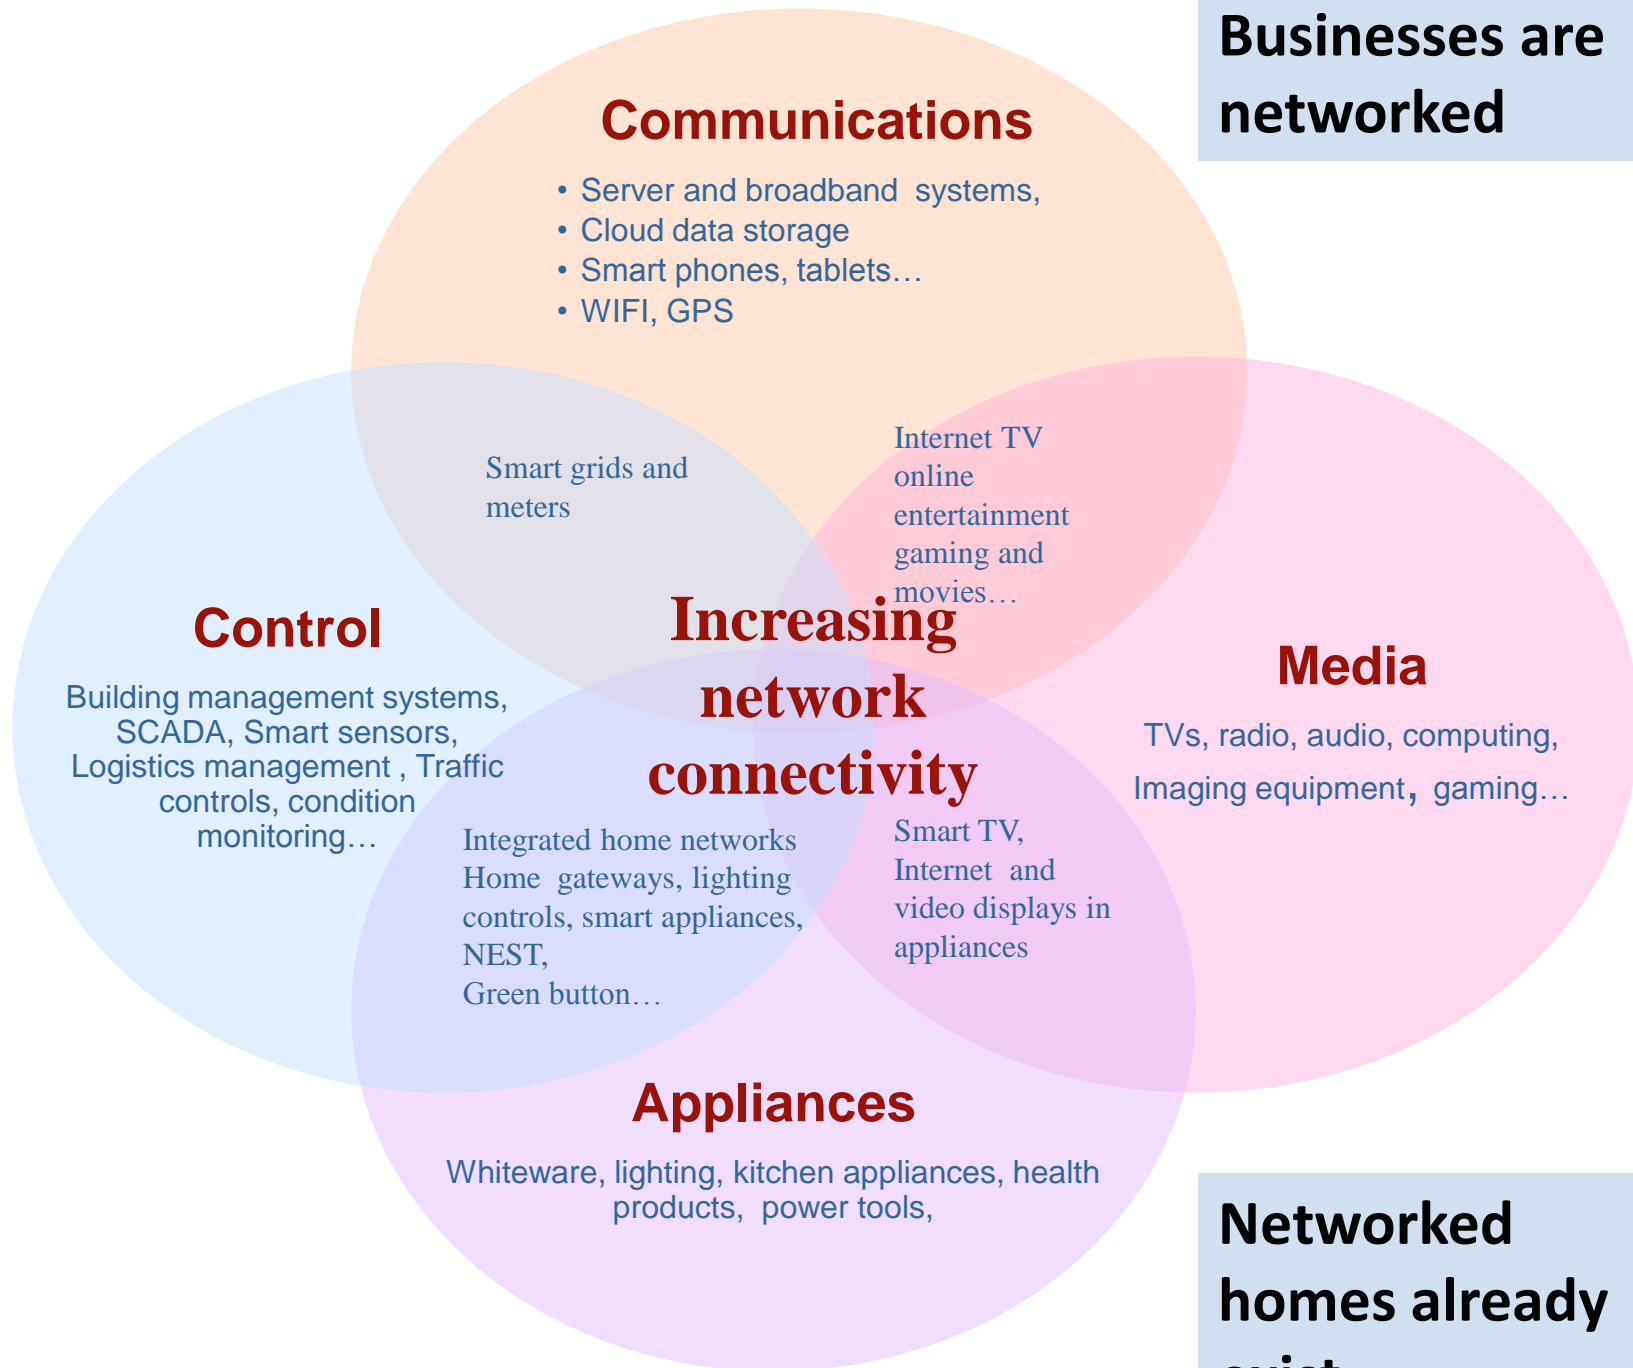 Businesses are
networked
Communications
• Server and broadband systems,
• Cloud data storage
• Smart phones, tablets…
• WIFI, GPS
Smart grids and
meters
Internet TV
online
entertainment
gaming and
movies…
Increasing
network
connectivity
Control
Building management systems,
SCADA, Smart sensors,
Logistics management , Traffic
controls, condition
monitoring…
Media
TVs, radio, audio, computing,
Imaging equipment, gaming…
Integrated home networks
Home gateways, lighting
controls, smart appliances,
NEST,
Green button…
Smart TV,
Internet and
video displays in
appliances
Appliances
Whiteware, lighting, kitchen appliances, health
products, power tools,
Networked
homes already